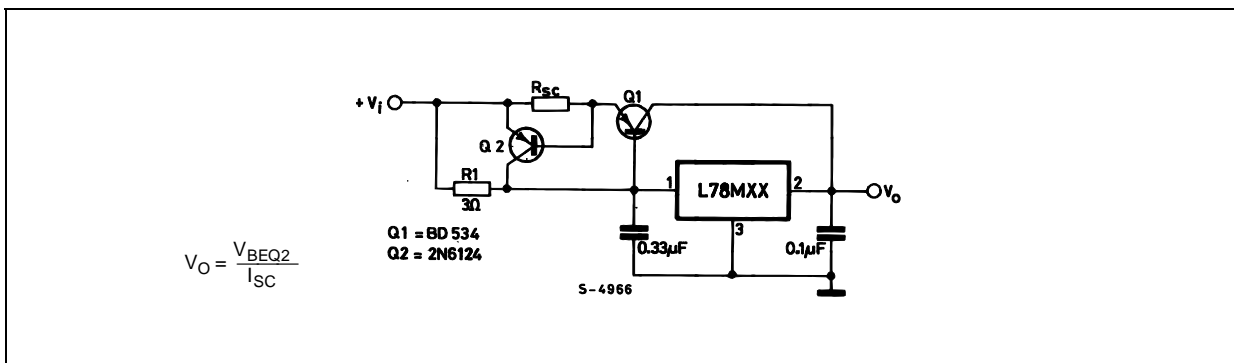 Rsc
Q1
+ Vi
Q 2
R1
3Ω
1
L78MXX
2
Vo
3
Q1 = BD 534
Q2 = 2N6124
0.33µF
0.1µF
VO = VBEQ2
ISC
S-4966